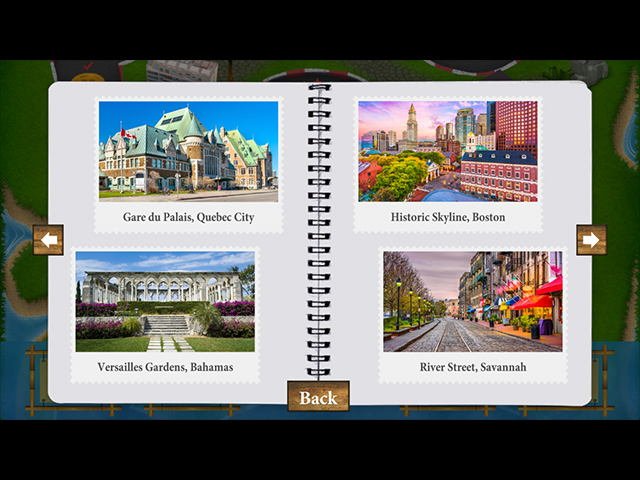 Gare du Palais, Quebec City
Historic Skyline, Boston
Versailles Gardens, Bahamas
River Street, Savannah
Back